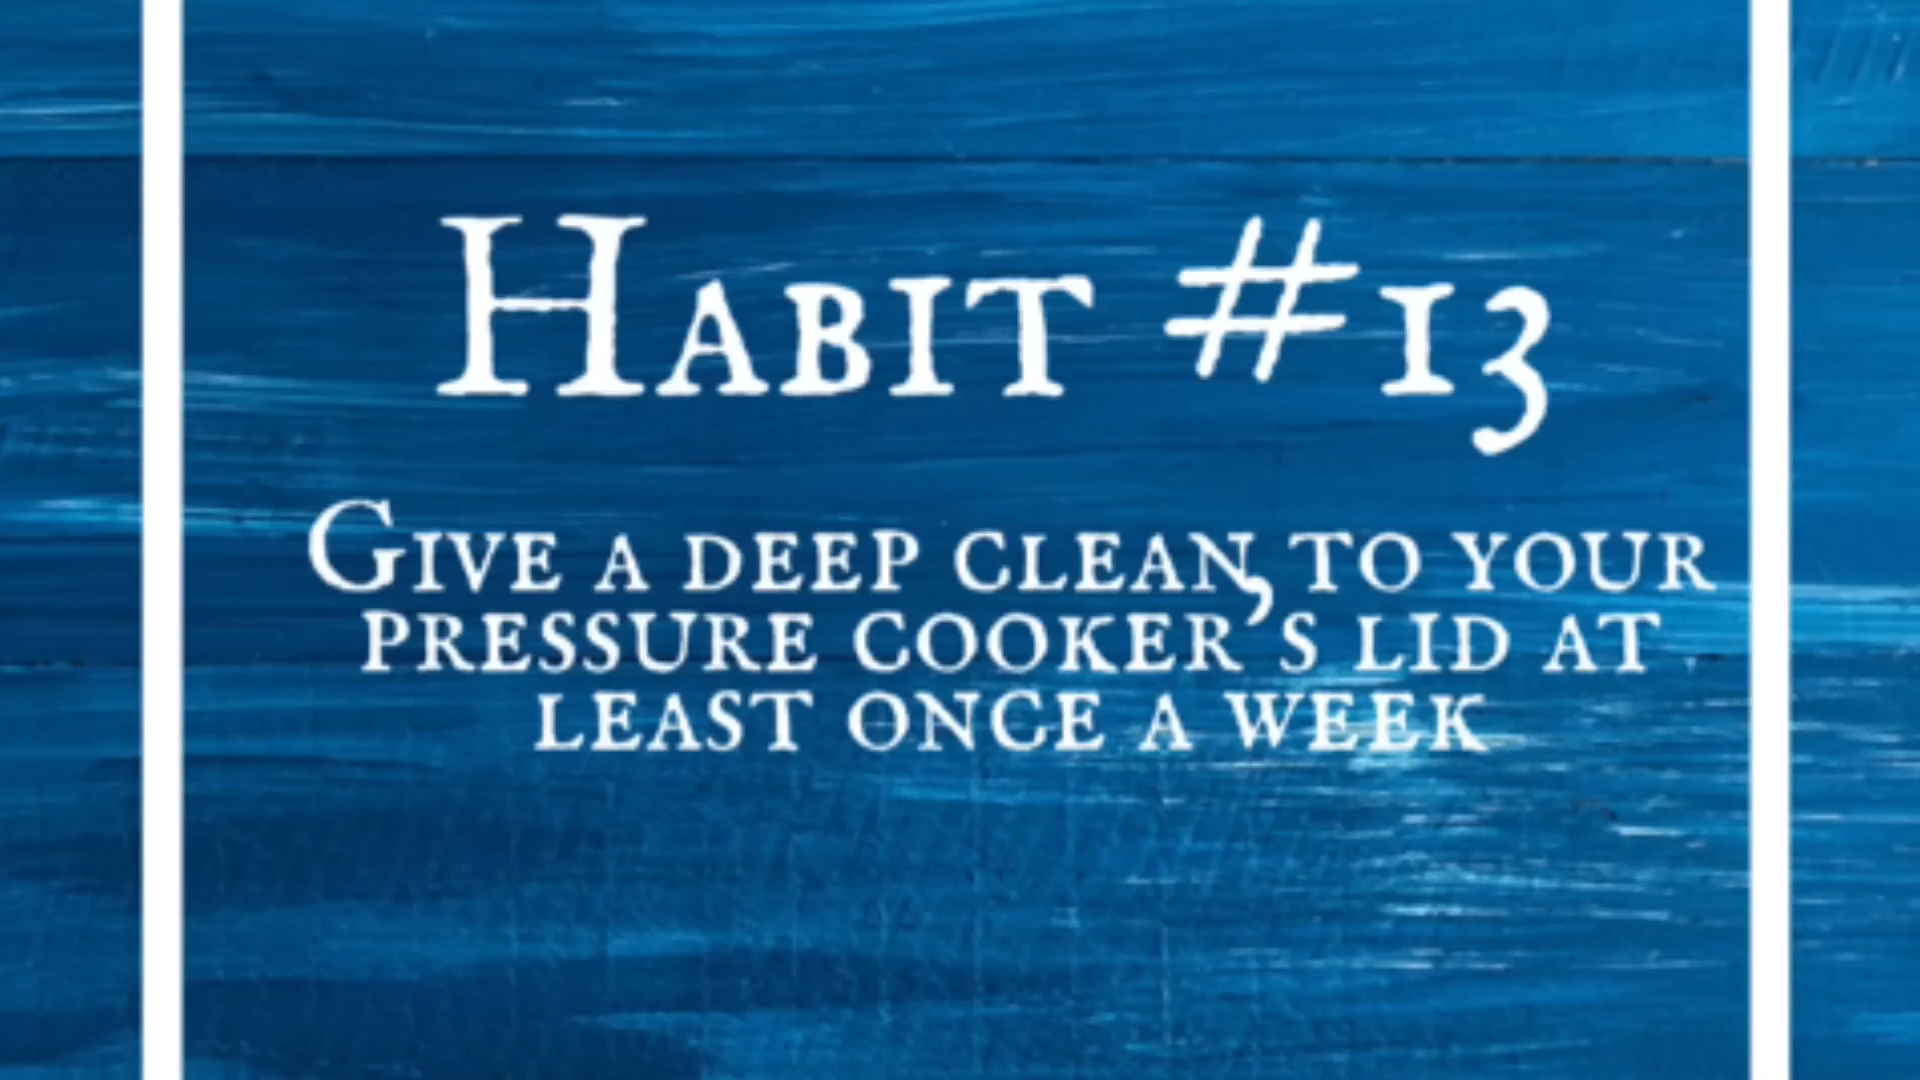 Habit #13
Give a deep clean to your
pressure cooker's lid at
least once a week